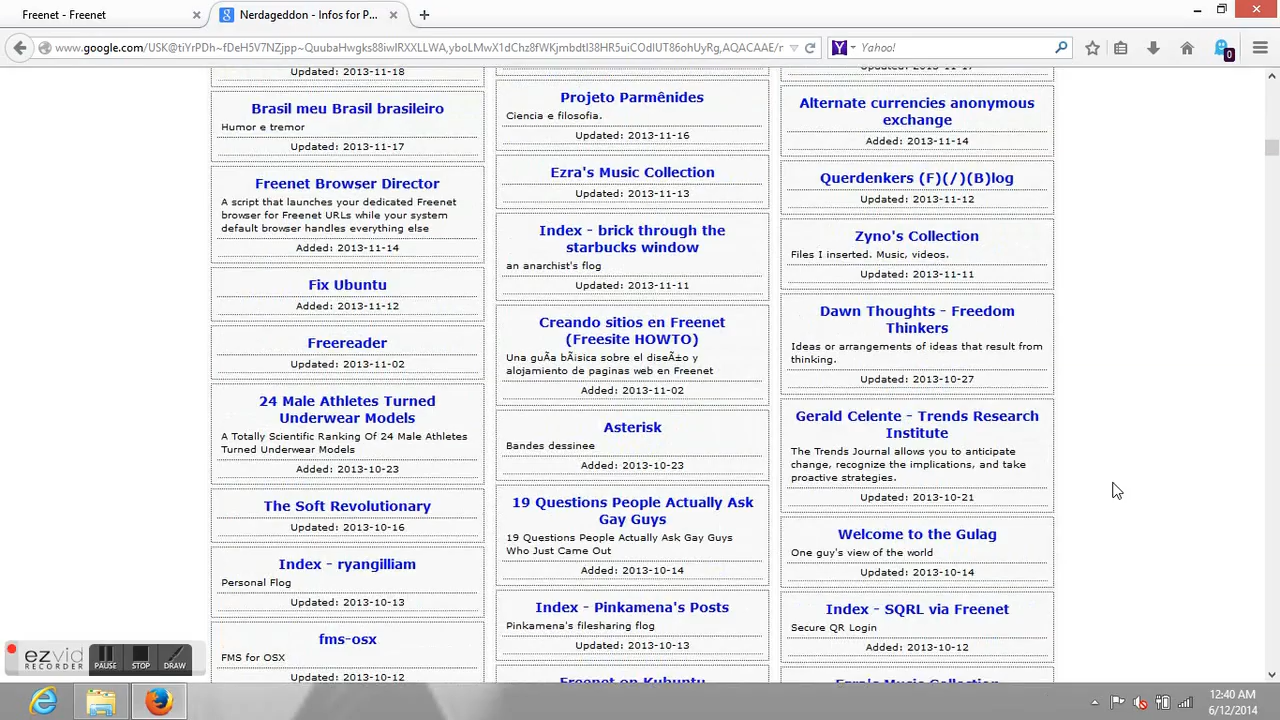 Freenet - Freenet
Nerdageddon - Infos for P...
Yahoo!
0
Updated: 2013-11-18
Brasil meu Brasil brasileiro
Humor e tremor
Updated: 2013-11-17
Freenet Browser Director
A script that launches your dedicated Freenet
browser for Freenet URLs while your system
default browser handles everything else
Added: 2013-11-14
Fix Ubuntu
Added: 2013-11-12
Freereader
Updated: 2013-11-02
24 Male Athletes Turned
Underwear Models
A Totally Scientific Ranking Of 24 Male Athletes
Turned Underwear Models
Added: 2013-10-23
The Soft Revolutionary
Updated: 2013-10-16
Index - ryangilliam
Personal Flog
Updated: 2013-10-13
fms-osx
FMS for OSX
Updated: 2013-10-12
Projeto Parmênides
Ciencia e filosofia.
Updated: 2013-11-16
Ezra's Music Collection
Updated: 2013-11-13
Index - brick through the
starbucks window
an anarchist's flog
Updated: 2013-11-11
Creando sitios en Freenet
(Freesite HOWTO)
Una guÃa bÃisica sobre el diseÃ±o y
alojamiento de paginas web en Freenet
Added: 2013-11-02
Asterisk
Bandes dessinee
Added: 2013-10-23
19 Questions People Actually Ask
Gay Guys
19 Questions People Actually Ask Gay Guys
Who Just Came Out
Added: 2013-10-14
Index - Pinkamena's Posts
Pinkamena's filesharing flog
Updated: 2013-10-13
Freenet on Kubuntu
Updated: 2013-11-17
Alternate currencies anonymous
exchange
Added: 2013-11-14
Querdenkers (F)(/)(B)log
Updated: 2013-11-12
Zyno's Collection
Files I inserted. Music, videos.
Updated: 2013-11-11
Dawn Thoughts - Freedom
Thinkers
Ideas or arrangements of ideas that result from
thinking.
Updated: 2013-10-27
Gerald Celente - Trends Research
Institute
The Trends Journal allows you to anticipate
change, recognize the implications, and take
proactive strategies.
Updated: 2013-10-21
Welcome to the Gulag
One guy's view of the world
Updated: 2013-10-14
Index - SQRL via Freenet
Secure QR Login
Added: 2013-10-12
Ezra's Music Collection
ezvid
RECORDER
PAUSE
STOP
DRAW
12:40 AM
6/12/2014